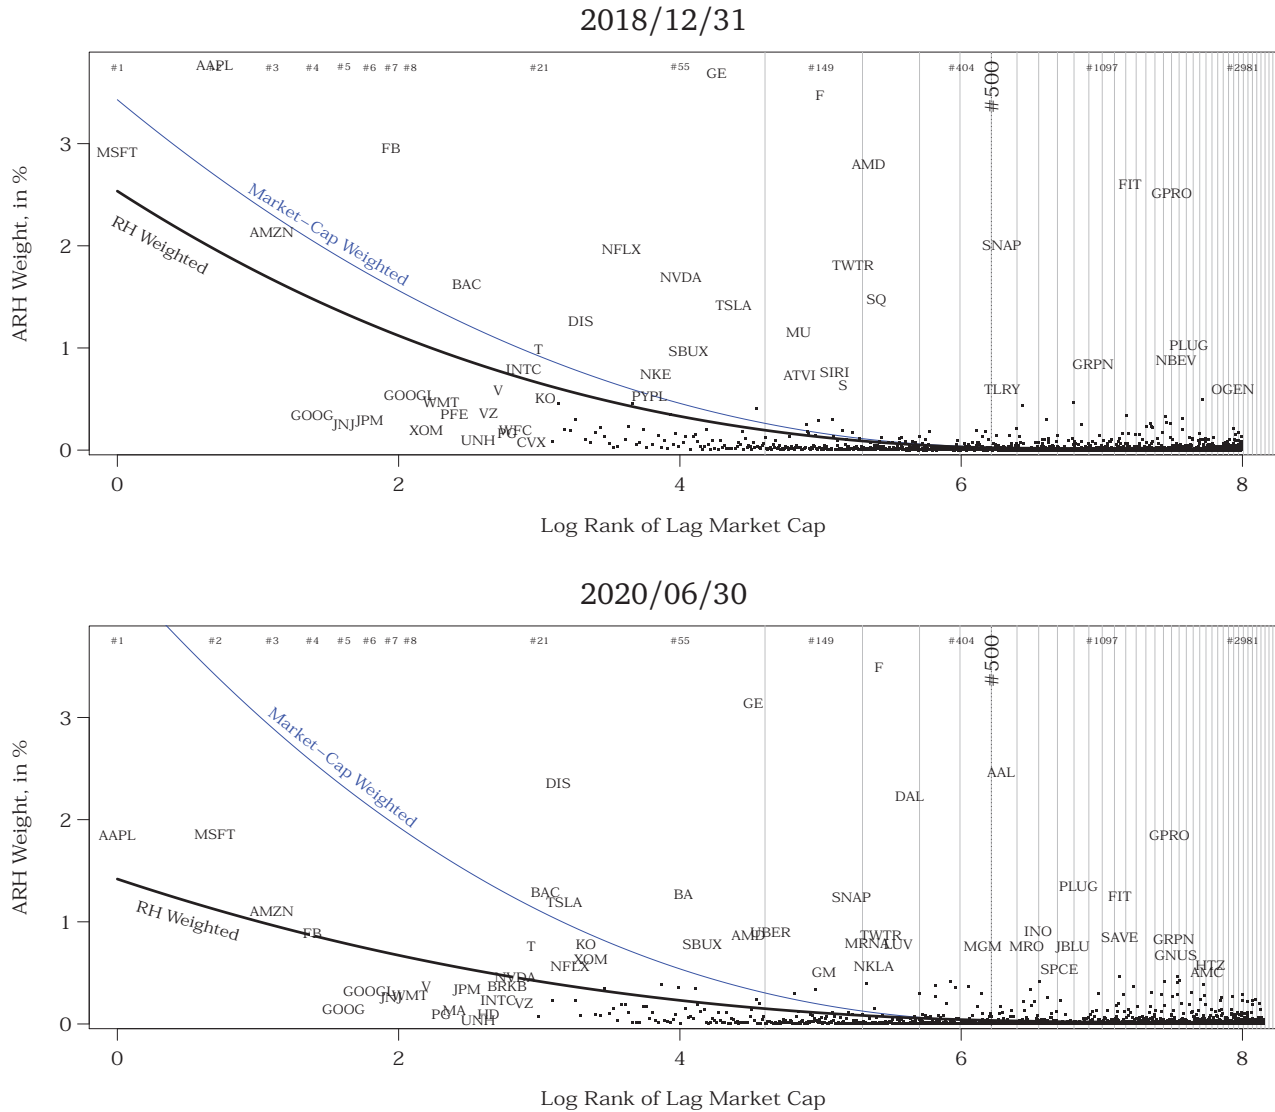 2018/12/31
#1 AAPL #2 #3 #4 #5 #6 #7 #8 #21 #55 GE #149 #404 #500 #1097 #2981
F
3
MSFT FB AMD
FIT GPRO
Market-Cap Weighted
RH Weighted
AMZN NFLX SNAP
2
TWTR
BAC NVDA SQ
DIS TSLA
MU
1
T SBUX PLUG
INTC NKE ATVI SIRI GRPN NBEV
S
GOOGL V KO PYPL TLRY OGEN
GOOG WMT PFE VZ
JNJ JPM XOM UNH PG WFC CVX
0
ARH Weight, in %
0 2 4 6 8
Log Rank of Lag Market Cap
2020/06/30
#1 #2 #3 #4 #5 #6 #7 #8 #21 #55 #149 #404 #500 #1097 #2981
F
GE
3
Market-Cap Weighted
DIS AAL
DAL
2
AAPL MSFT GPRO
BAC TSLA BA SNAP PLUG FIT
1
RH Weighted
AMZN FB AMD UBER TWTR INO SAVE GRPN
T KO SBUX MRNA LUV MGM MRO JBLU GNUS
NFLX XOM GM NKLA SPCE HTZ AMC
NVDA
GOOGL JNJ WMT V JPM BRKB
GOOG PG MA INTC VZ HD UNH
0
ARH Weight, in %
0 2 4 6 8
Log Rank of Lag Market Cap